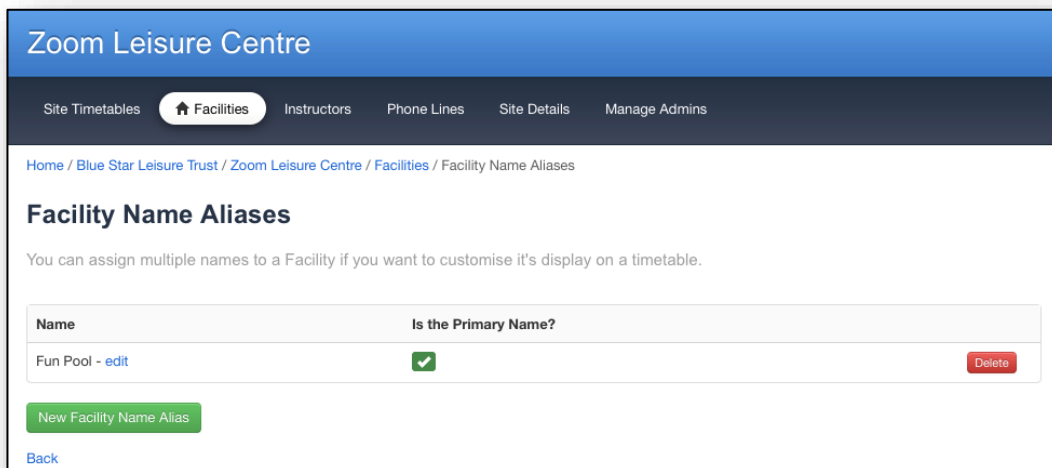 Zoom Leisure Centre
Site Timetables Facilities Instructors Phone Lines Site Details Manage Admins
Home / Blue Star Leisure Trust / Zoom Leisure Centre / Facilities / Facility Name Aliases
Facility Name Aliases
You can assign multiple names to a Facility if you want to customise it's display on a timetable.
Name Is the Primary Name?
Fun Pool - edit Delete
New Facility Name Alias
Back